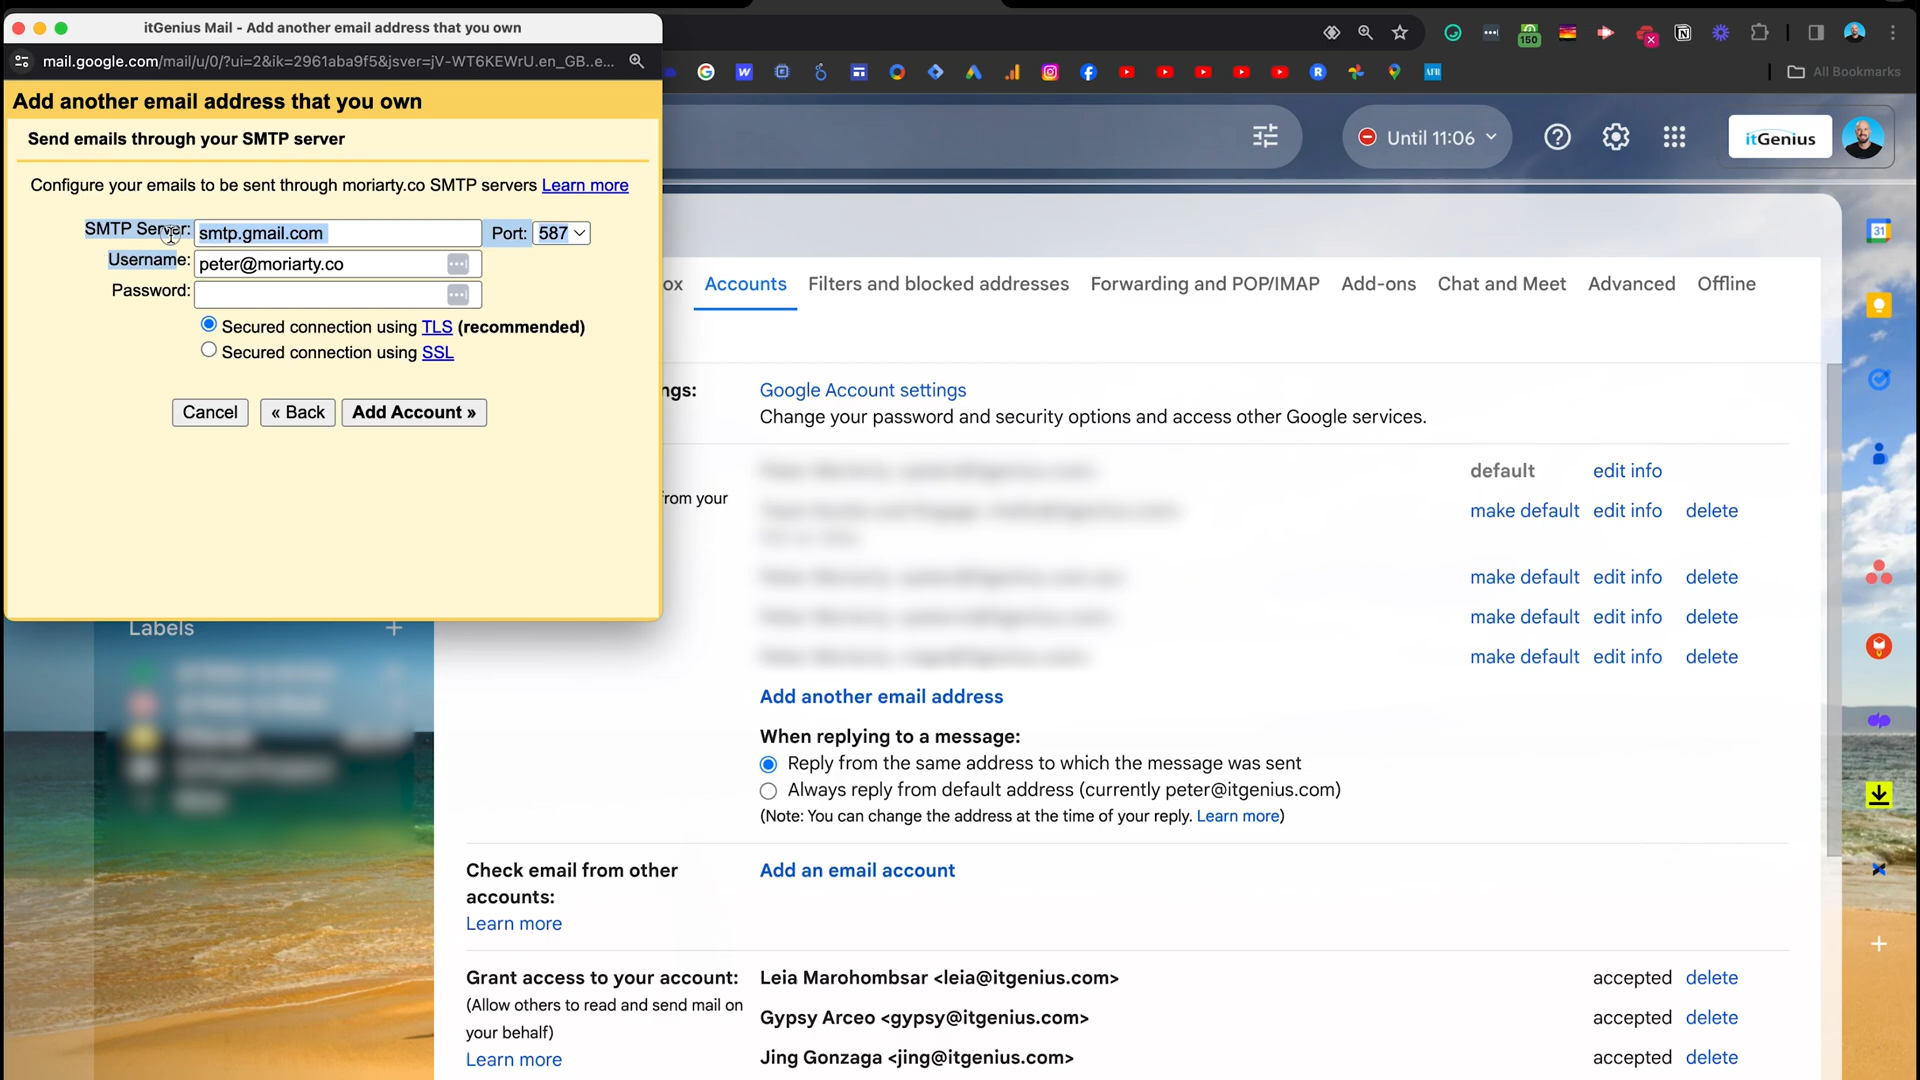 itGenius Mail - Add another email address that you own
mail.google.com/mail/u/0/?ui=2&ik=2961aba9f5&jsver=jV-WT6KEWrU.en_GB..e...
Add another email address that you own
Send emails through your SMTP server
Configure your emails to be sent through moriarty.co SMTP servers Learn more
SMTP Server: smtp.gmail.com Port: 587
Username: peter@moriarty.co
Password:
Secured connection using TLS (recommended)
Secured connection using SSL
Cancel « Back Add Account »
Labels
150
All Bookmarks
Until 11:06
itGenius
31
ox Accounts Filters and blocked addresses Forwarding and POP/IMAP Add-ons Chat and Meet Advanced Offline
ngs: Google Account settings
Change your password and security options and access other Google services.
default edit info
from your
make default edit info delete
make default edit info delete
make default edit info delete
make default edit info delete
Add another email address
When replying to a message:
Reply from the same address to which the message was sent
Always reply from default address (currently peter@itgenius.com)
(Note: You can change the address at the time of your reply. Learn more)
Check email from other accounts:
Learn more
Add an email account
Grant access to your account:
(Allow others to read and send mail on your behalf)
Learn more
Leia Marohombsar <leia@itgenius.com> accepted delete
Gypsy Arceo <gypsy@itgenius.com> accepted delete
Jing Gonzaga <jing@itgenius.com> accepted delete